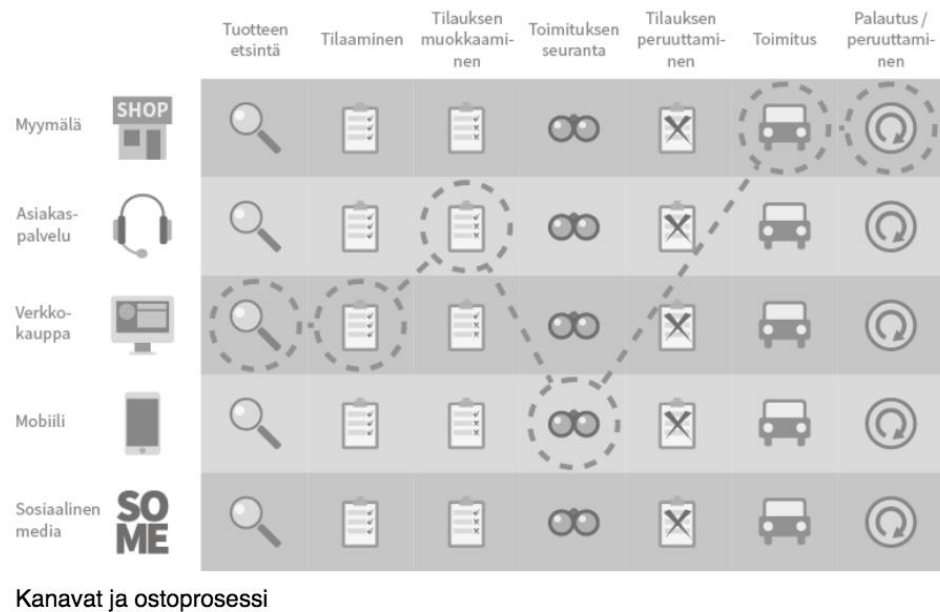 Tuotteen
etsintä
Tilaaminen
Tilauksen
muokkaami-
nen
Toimituksen
seuranta
Tilauksen
peruuttami-
nen
Toimitus
Palautus /
peruuttami-
nen
Myymälä
SHOP
Asiakas-
palvelu
Verkko-
kauppa
Mobiili
Sosiaalinen
media
SO
ME
Kanavat ja ostoprosessi